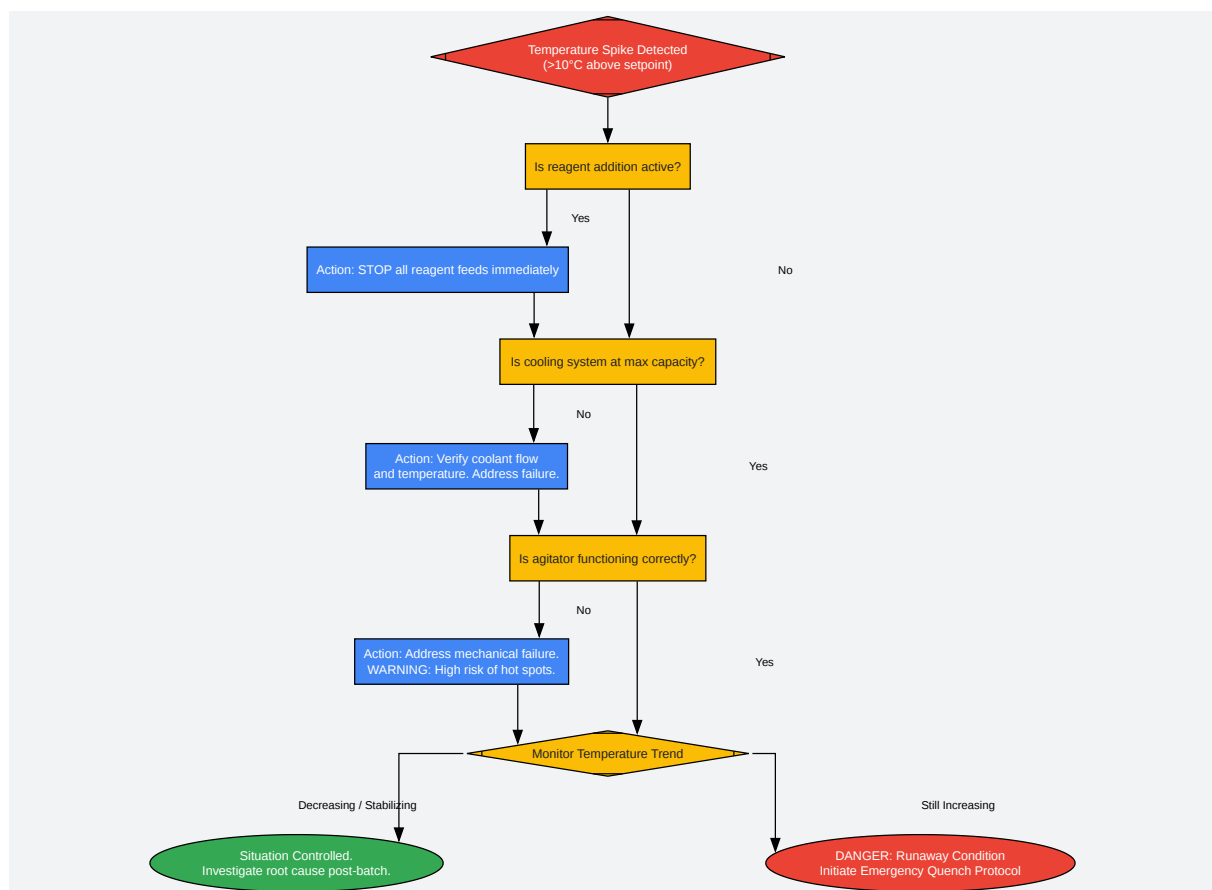 Temperature Spike Detected
(>10°C above setpoint)
Is reagent addition active?
Yes
Action: STOP all reagent feeds immediately
No
Is cooling system at max capacity?
No
Action: Verify coolant flow
and temperature. Address failure.
Yes
Is agitator functioning correctly?
No
Action: Address mechanical failure.
WARNING: High risk of hot spots.
Yes
Monitor Temperature Trend
Decreasing / Stabilizing
Still Increasing
Situation Controlled.
Investigate root cause post-batch.
DANGER: Runaway Condition
Initiate Emergency Quench Protocol